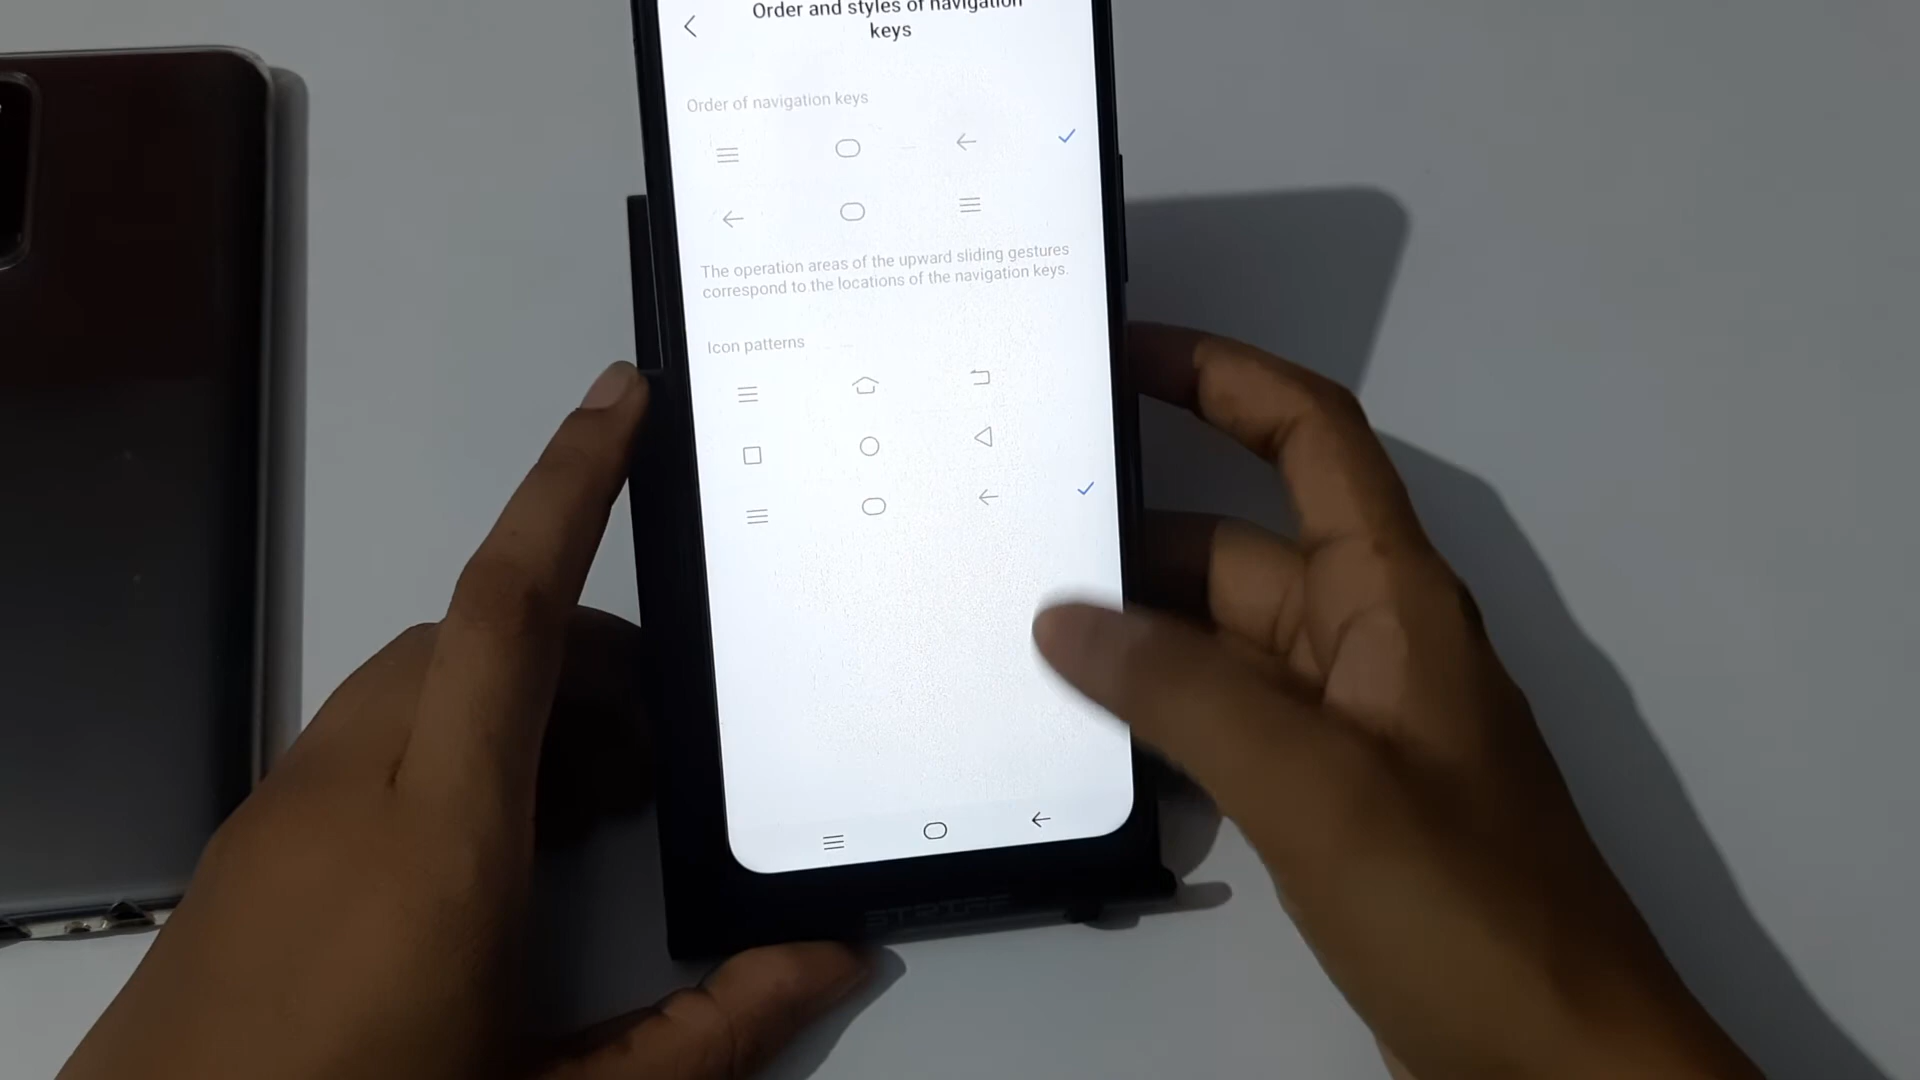 Order and styles of navigation
keys
Order of navigation keys
The operation areas of the upward sliding gestures
correspond to the locations of the navigation keys.
Icon patterns